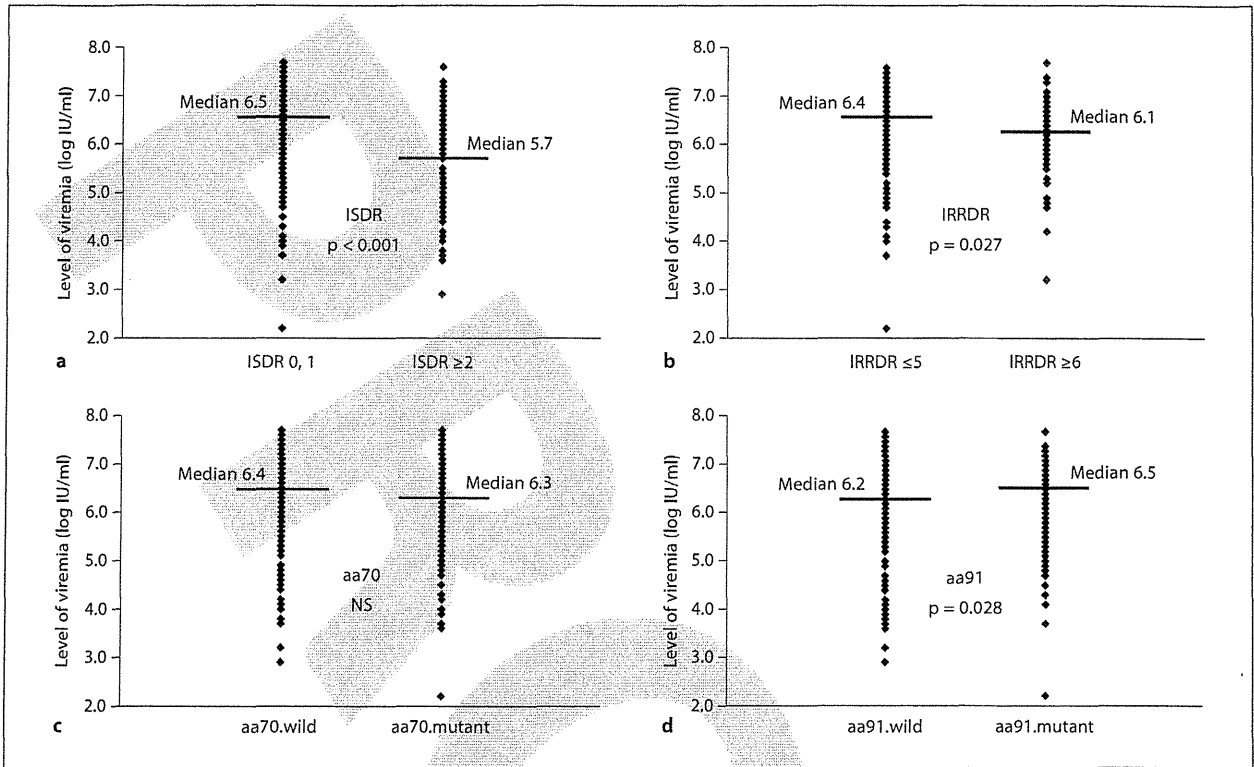 8.0
7.0
6.0
5.0
4.0
3.0
2.0
Level of viremia (log IU/ml)
Median 6.5
Median 5.7
ISDR
p < 0.001
a
ISDR 0, 1
ISDR ≥2
8.0
7.0
6.0
5.0
4.0
3.0
2.0
Level of viremia (log IU/ml)
Median 6.4
Median 6.1
IRRDR
p = 0.027
b
IRRDR ≤5
IRRDR ≥6
8.0
7.0
6.0
5.0
4.0
3.0
2.0
Level of viremia (log IU/ml)
Median 6.4
Median 6.3
aa70
NS
c
aa70.wild
aa70.mutant
8.0
7.0
6.0
5.0
4.0
3.0
2.0
Level of viremia (log IU/ml)
Median 6.2
Median 6.5
aa91
p = 0.028
d
aa91.wild
aa91.mutant